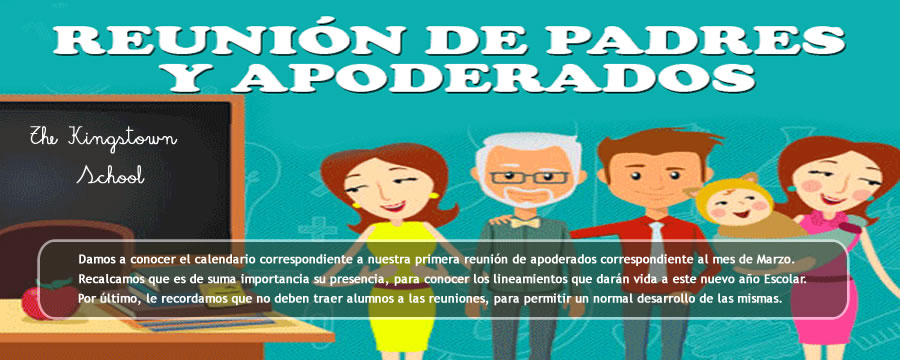 REUNIÓN DE PADRES
Y APODERADOS
The Kingstown
School
Damos a conocer el calendario correspondiente a nuestra primera reunión de apoderados correspondiente al mes de Marzo.
Recalcamos que es de suma importancia su presencia, para conocer los lineamientos que darán vida a este nuevo año Escolar.
Por último, le recordamos que no deben traer alumnos a las reuniones, para permitir un normal desarrollo de las mismas.